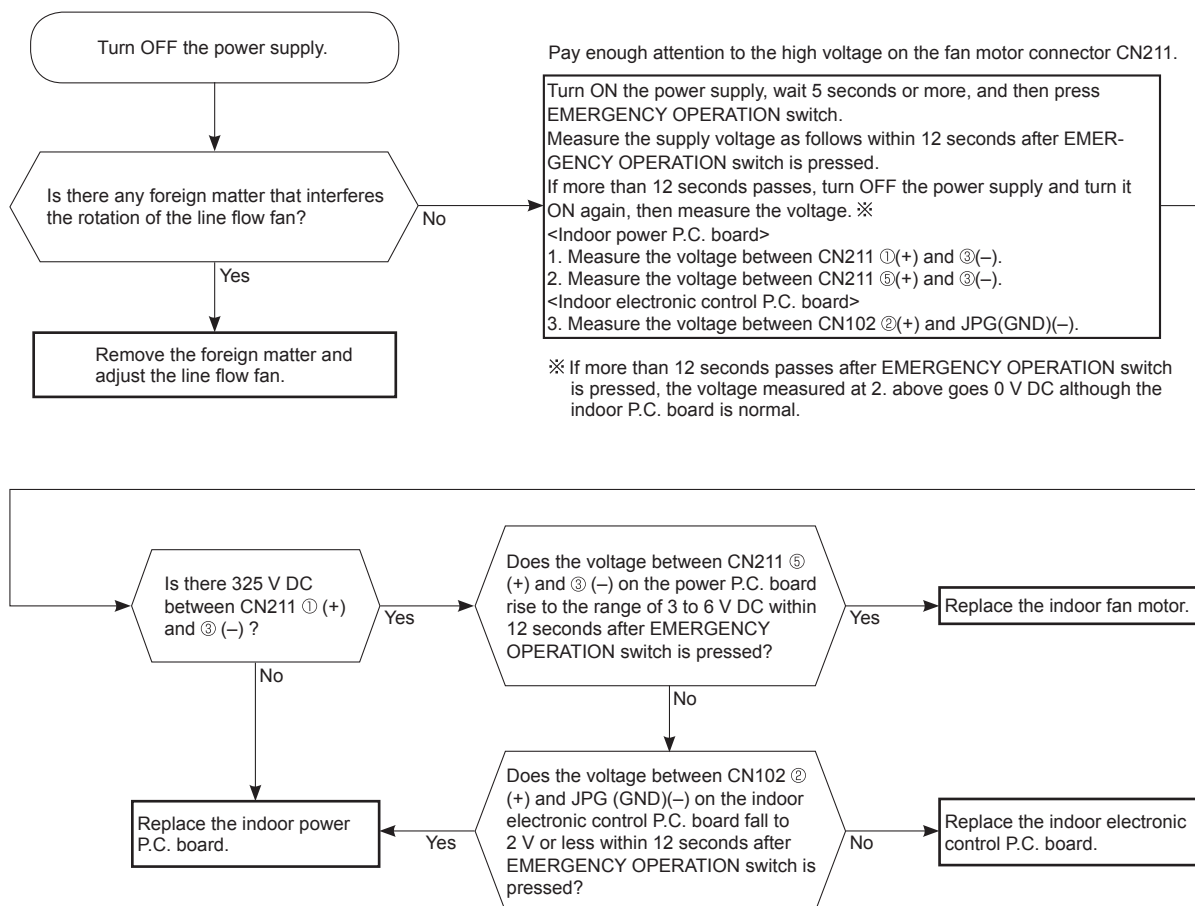 Turn OFF the power supply.
Is there any foreign matter that interferes
the rotation of the line flow fan?
No
Yes
Remove the foreign matter and
adjust the line flow fan.
Pay enough attention to the high voltage on the fan motor connector CN211.
Turn ON the power supply, wait 5 seconds or more, and then press
EMERGENCY OPERATION switch.
Measure the supply voltage as follows within 12 seconds after EMER-
GENCY OPERATION switch is pressed.
If more than 12 seconds passes, turn OFF the power supply and turn it
ON again, then measure the voltage. ※
<Indoor power P.C. board>
1. Measure the voltage between CN211 ①(+) and ③(–).
2. Measure the voltage between CN211 ⑤(+) and ③(–).
<Indoor electronic control P.C. board>
3. Measure the voltage between CN102 ②(+) and JPG(GND)(–).
※ If more than 12 seconds passes after EMERGENCY OPERATION switch
is pressed, the voltage measured at 2. above goes 0 V DC although the
indoor P.C. board is normal.
Is there 325 V DC
between CN211 ① (+)
and ③ (–) ?
Yes
No
Does the voltage between CN211 ⑤
(+) and ③ (–) on the power P.C. board
rise to the range of 3 to 6 V DC within
12 seconds after EMERGENCY
OPERATION switch is pressed?
Yes
No
Replace the indoor fan motor.
Replace the indoor power
P.C. board.
Yes
Does the voltage between CN102 ②
(+) and JPG (GND)(–) on the indoor
electronic control P.C. board fall to
2 V or less within 12 seconds after
EMERGENCY OPERATION switch is
pressed?
No
Replace the indoor electronic
control P.C. board.